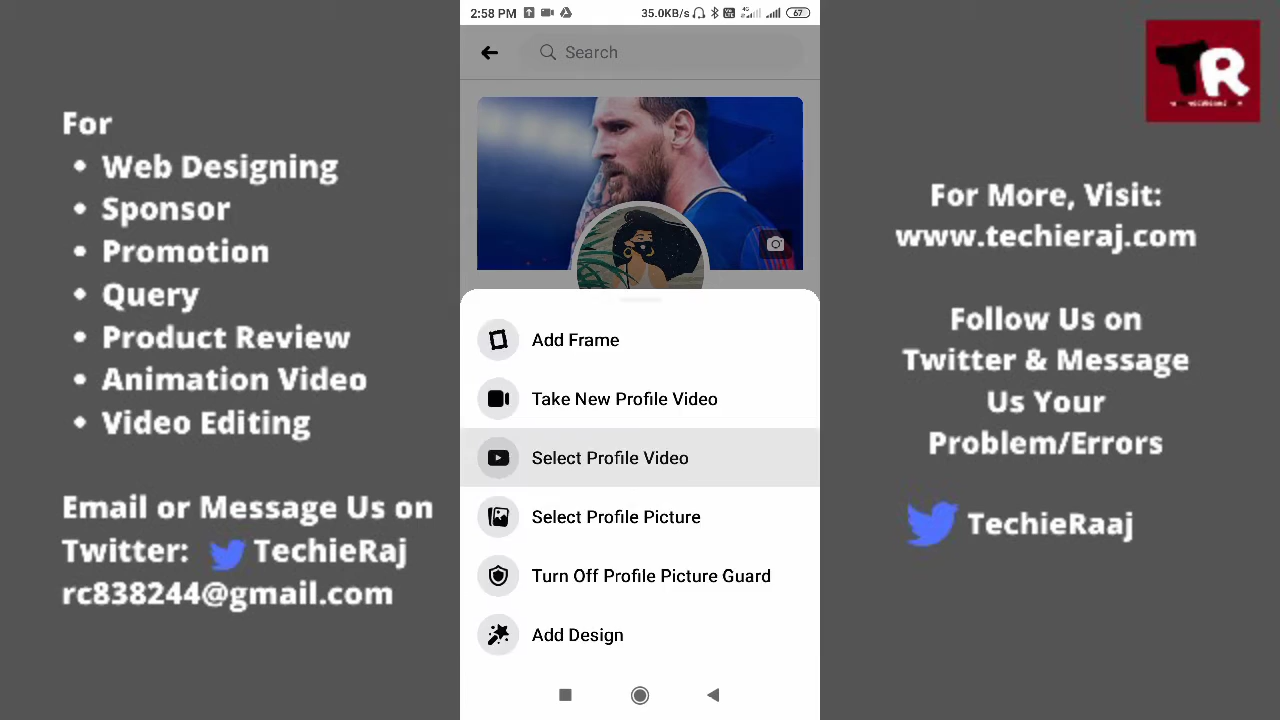 For
• Web Designing
• Sponsor
• Promotion
• Query
• Product Review
• Animation Video
• Video Editing
Email or Message Us on
Twitter: TechieRaj
rc838244@gmail.com
2:58 PM 35.0KB/s 4G 67
Search
Add Frame
Take New Profile Video
Select Profile Video
Select Profile Picture
Turn Off Profile Picture Guard
Add Design
TR
For More, Visit:
www.techieraj.com
Follow Us on
Twitter & Message
Us Your
Problem/Errors
TechieRaaj